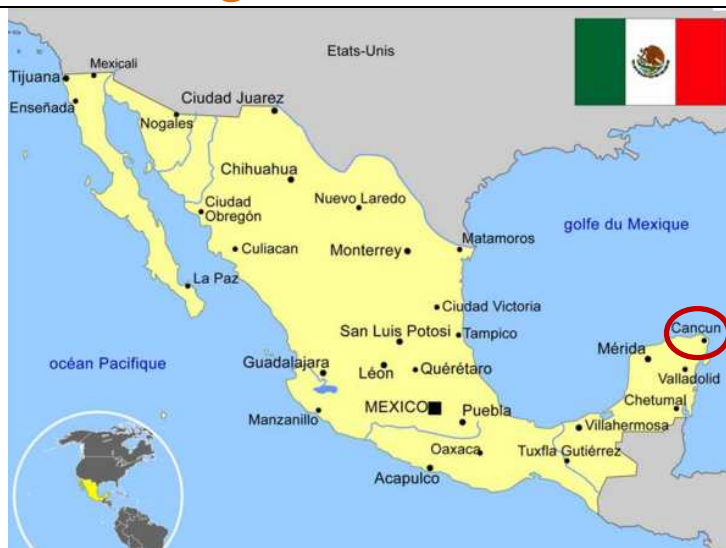 Etats-Unis
Mexicali
Tijuana
Enseñada
Ciudad Juarez
Nogales
Chihuahua
Ciudad
Obregón
Nuevo Laredo
golfe du Mexique
Culiacan
Monterrey
Matamoros
La Paz
Ciudad Victoria
San Luis Potosi
Tampico
Cancun
océan Pacifique
Guadalajara
Léon
Quérétaro
Mérida
Valladolid
Manzanillo
MEXICO
Puebla
Chetumal
Villahermosa
Oaxaca
Tuxfla Gutiérrez
Acapulco